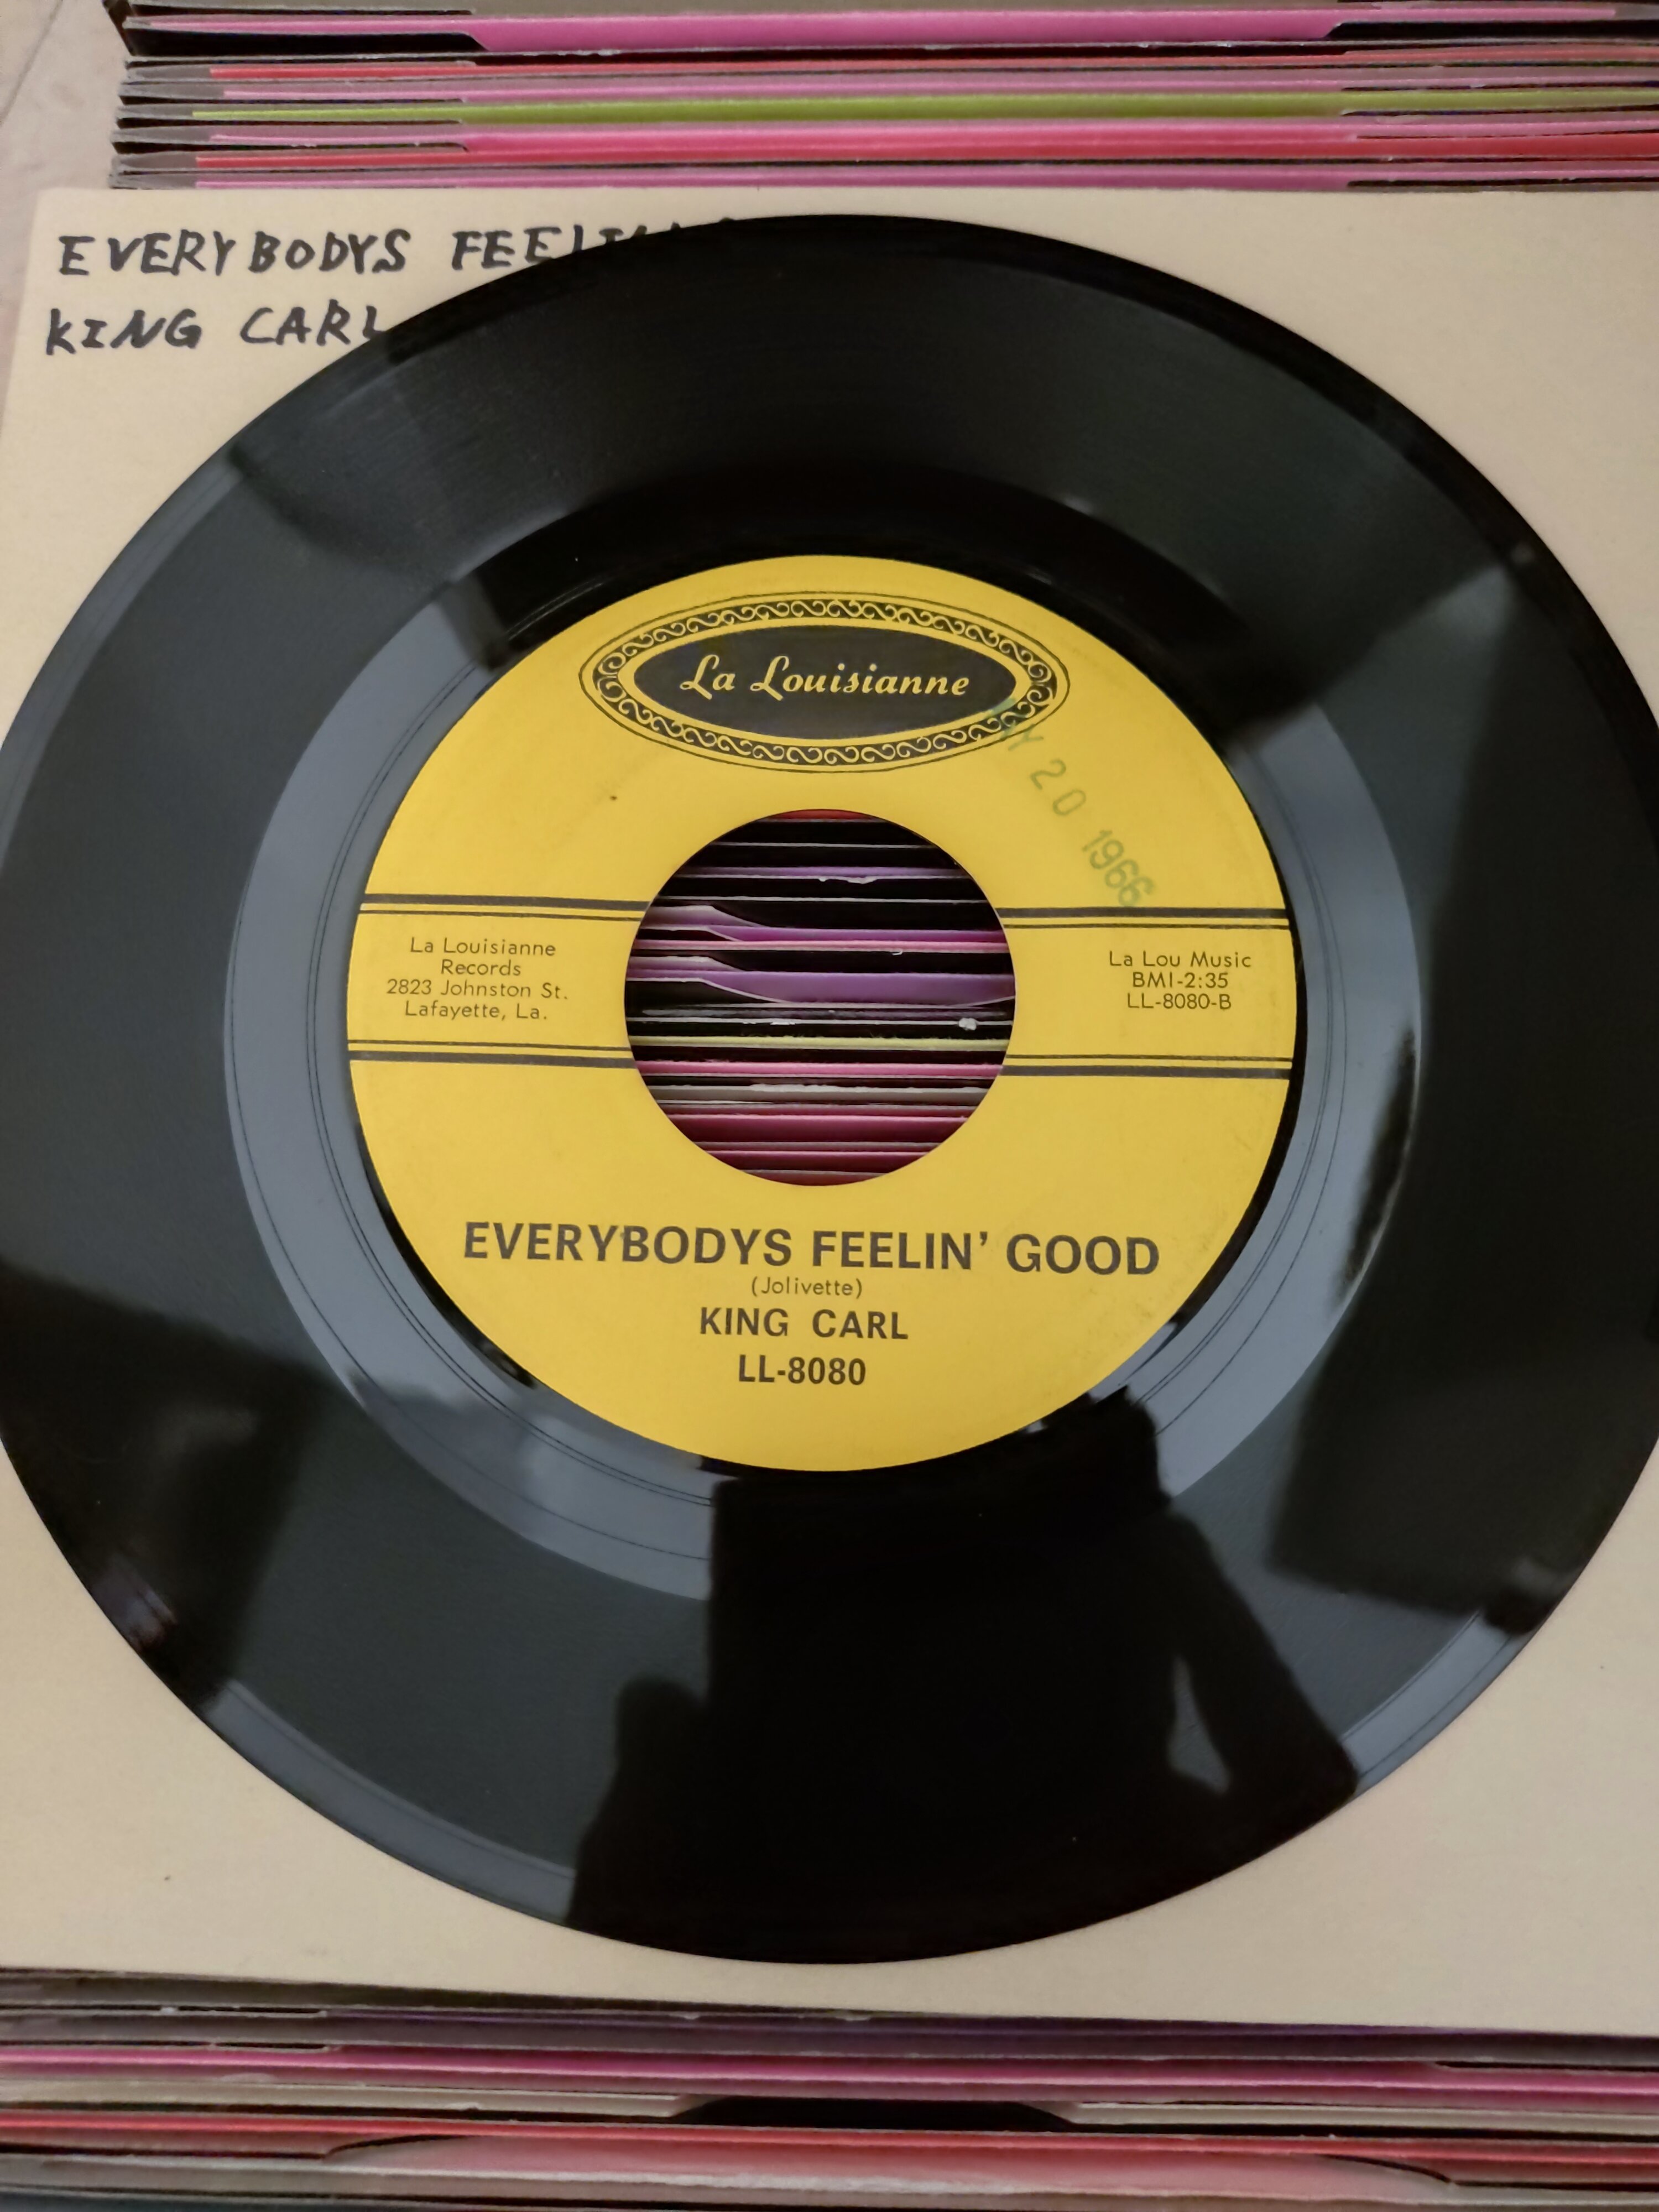 EVERYBODYS
KING CARL
La Louisianne
20 1966
La Louisianne
Records
2823 Johnston St.
Lafayette, La.
La Lou Music
BMI-2:35
LL-8080-B
EVERYBODYS FEELIN' GOOD
(Jolivette)
KING CARL
LL-8080